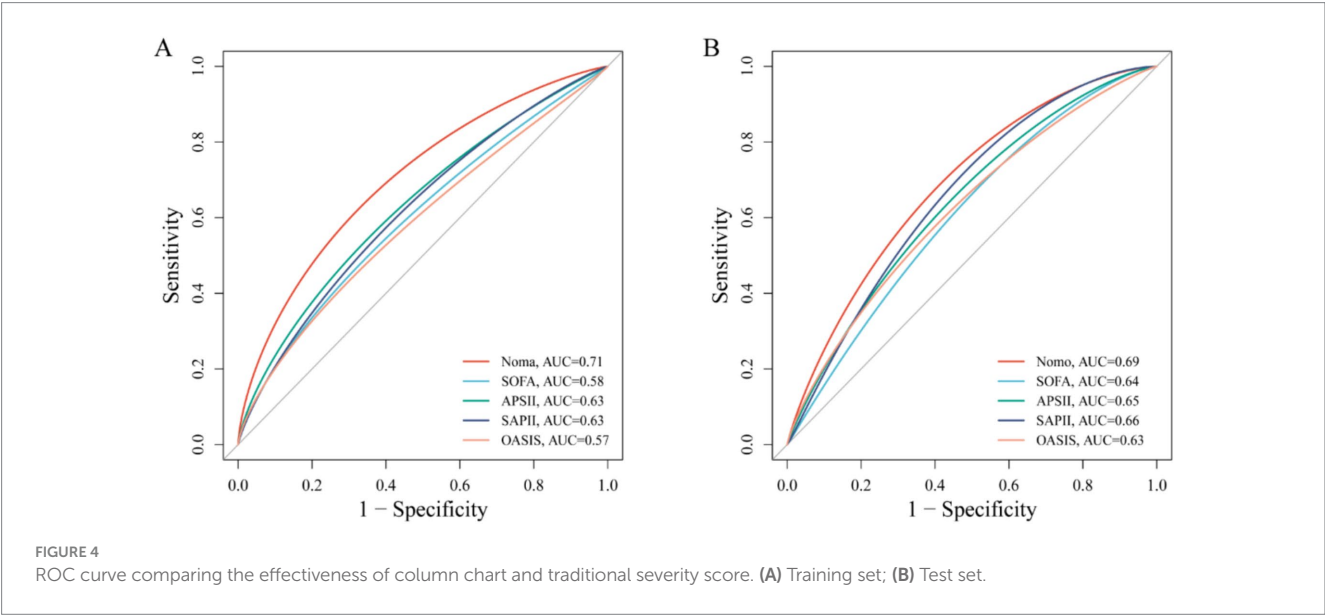 A
Sensitivity
1.0
0.8
0.6
0.4
0.2
0.0
Noma, AUC=0.71
SOFA, AUC=0.58
APSII, AUC=0.63
SAPII, AUC=0.63
OASIS, AUC=0.57
0.0 0.2 0.4 0.6 0.8 1.0
1 − Specificity
B
Sensitivity
1.0
0.8
0.6
0.4
0.2
0.0
Nomo, AUC=0.69
SOFA, AUC=0.64
APSII, AUC=0.65
SAPII, AUC=0.66
OASIS, AUC=0.63
0.0 0.2 0.4 0.6 0.8 1.0
1 − Specificity
FIGURE 4
ROC curve comparing the effectiveness of column chart and traditional severity score. (A) Training set; (B) Test set.